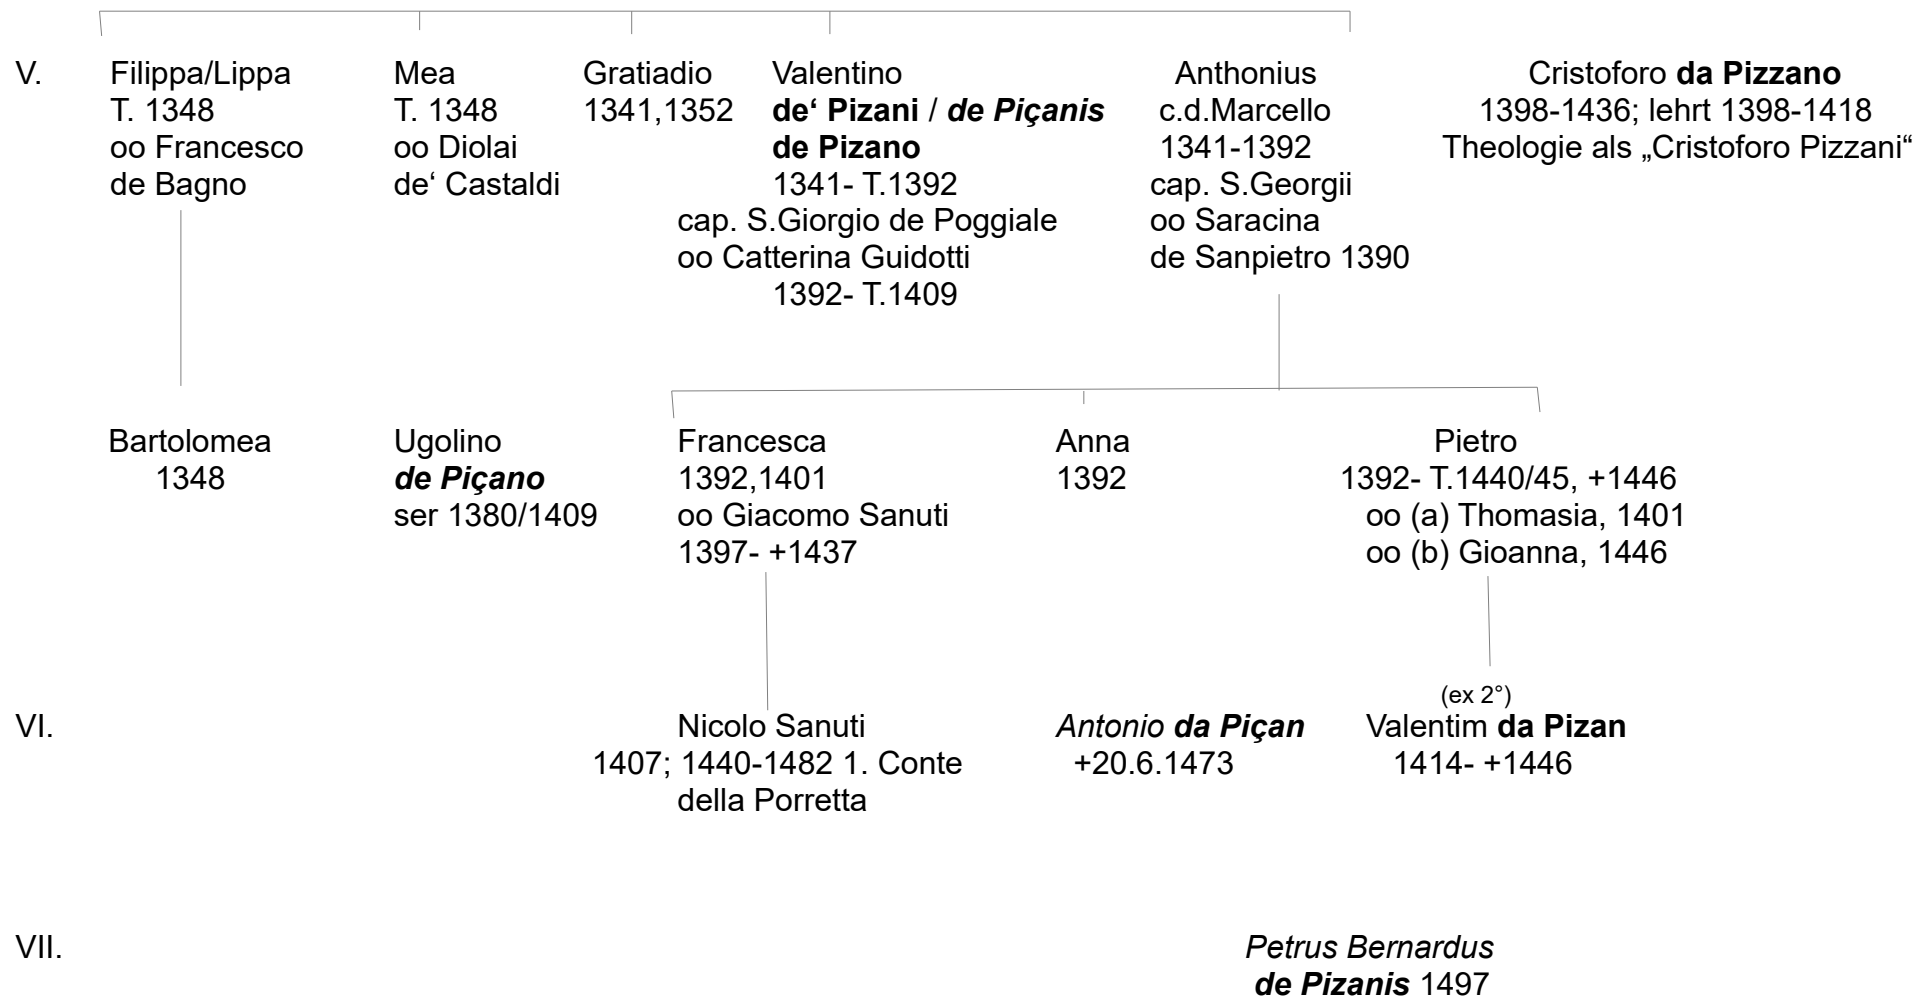 V.
Filippa/Lippa
T. 1348
oo Francesco
de Bagno
Mea
T. 1348
oo Diolai
de‘ Castaldi
Gratiadio
1341,1352
Valentino
de‘ Pizani / de Piçanis
de Pizano
1341- T.1392
cap. S.Giorgio de Poggiale
oo Catterina Guidotti
1392- T.1409
Anthonius
c.d.Marcello
1341-1392
cap. S.Georgii
oo Saracina
de Sanpietro 1390
Cristoforo da Pizzano
1398-1436; lehrt 1398-1418
Theologie als „Cristoforo Pizzani“
Bartolomea
1348
Ugolino
de Piçano
ser 1380/1409
Francesca
1392,1401
oo Giacomo Sanuti
1397- +1437
Anna
1392
Pietro
1392- T.1440/45, +1446
oo (a) Thomasia, 1401
oo (b) Gioanna, 1446
VI.
Nicolo Sanuti
1407; 1440-1482 1. Conte
della Porretta
Antonio da Piçan
+20.6.1473
(ex 2°)
Valentim da Pizan
1414- +1446
VII.
Petrus Bernardus
de Pizanis 1497